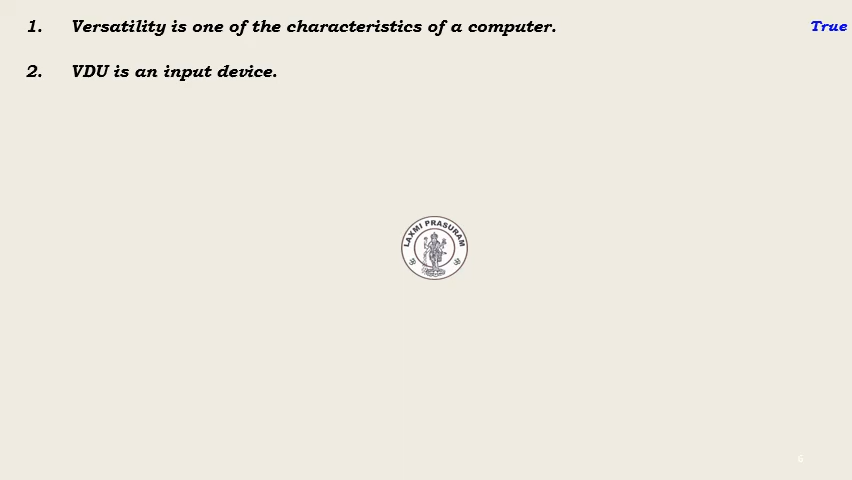 1. Versatility is one of the characteristics of a computer. True
2. VDU is an input device.
LAXMI PRASURAM
6